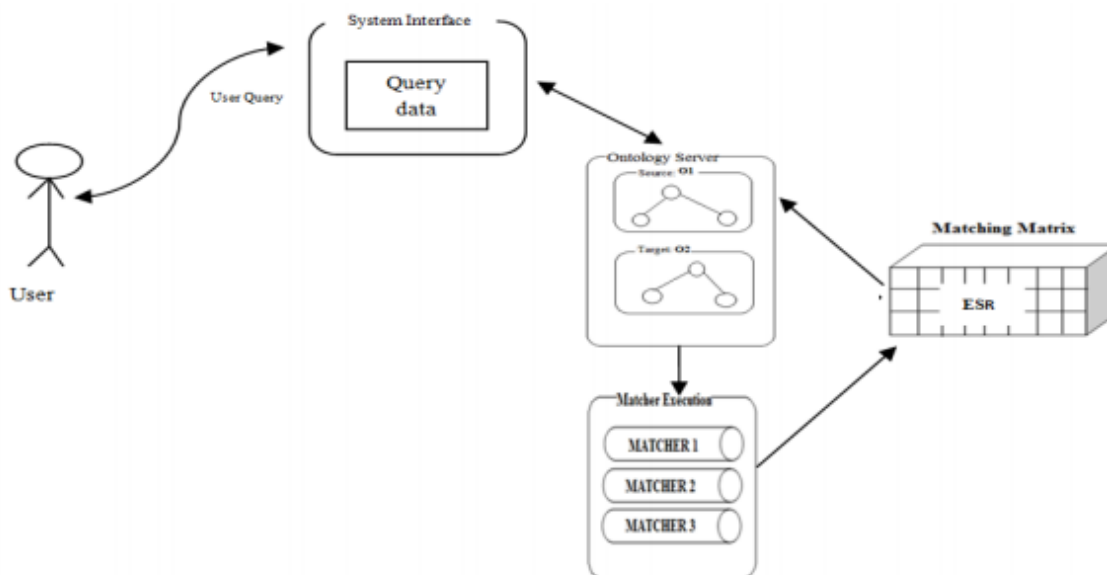 System Interface
Query
data
User Query
User
Ontology Server
Source: O1
Target: O2
Matching Matrix
ESR
Matcher Execution
MATCHER 1
MATCHER 2
MATCHER 3